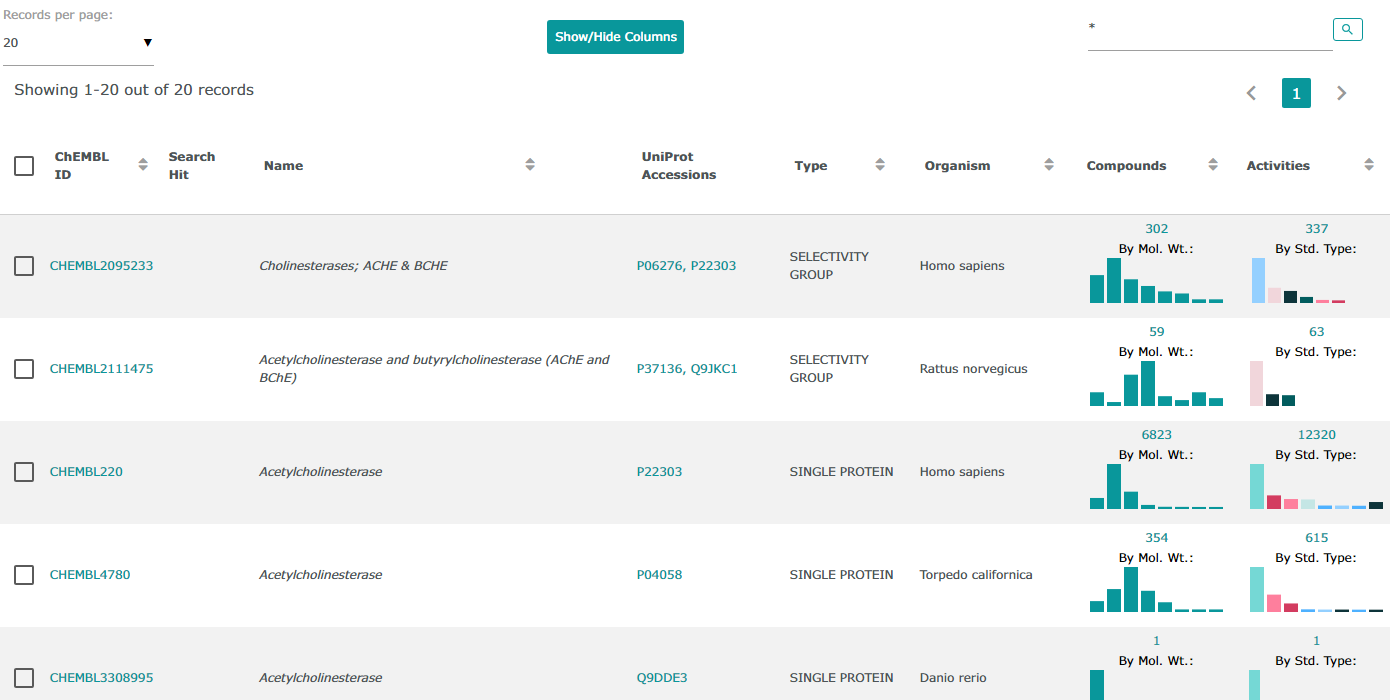 Records per page:
20
Show/Hide Columns
*
Showing 1-20 out of 20 records
1
ChEMBL ID
Search Hit
Name
UniProt Accessions
Type
Organism
Compounds
Activities
CHEMBL2095233
Cholinesterases; ACHE & BCHE
P06276, P22303
SELECTIVITY
GROUP
Homo sapiens
302
By Mol. Wt.:
337
By Std. Type:
CHEMBL2111475
Acetylcholinesterase and butyrylcholinesterase (AChE and
BChE)
P37136, Q9JKC1
SELECTIVITY
GROUP
Rattus norvegicus
59
By Mol. Wt.:
63
By Std. Type:
CHEMBL220
Acetylcholinesterase
P22303
SINGLE PROTEIN
Homo sapiens
6823
By Mol. Wt.:
12320
By Std. Type:
CHEMBL4780
Acetylcholinesterase
P04058
SINGLE PROTEIN
Torpedo californica
354
By Mol. Wt.:
615
By Std. Type:
CHEMBL3308995
Acetylcholinesterase
Q9DDE3
SINGLE PROTEIN
Danio rerio
1
By Mol. Wt.:
1
By Std. Type: